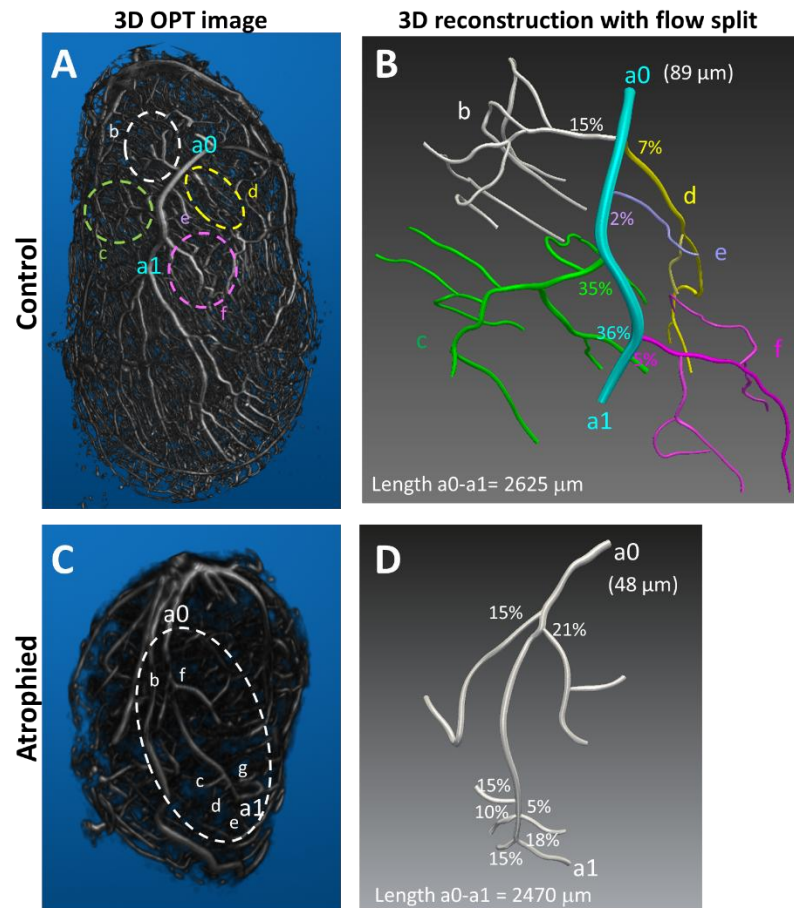 3D OPT image
3D reconstruction with flow split
Control
A
b
a0
d
c
e
a1
f
B
a0 (89 µm)
b
15%
7%
d
2%
e
35%
c
36%
5%
f
a1
Length a0-a1= 2625 µm
Atrophied
C
a0
b
f
g
c
d
a1
e
D
a0
(48 µm)
15%
21%
15%
10%
5%
18%
15%
a1
Length a0-a1 = 2470 µm